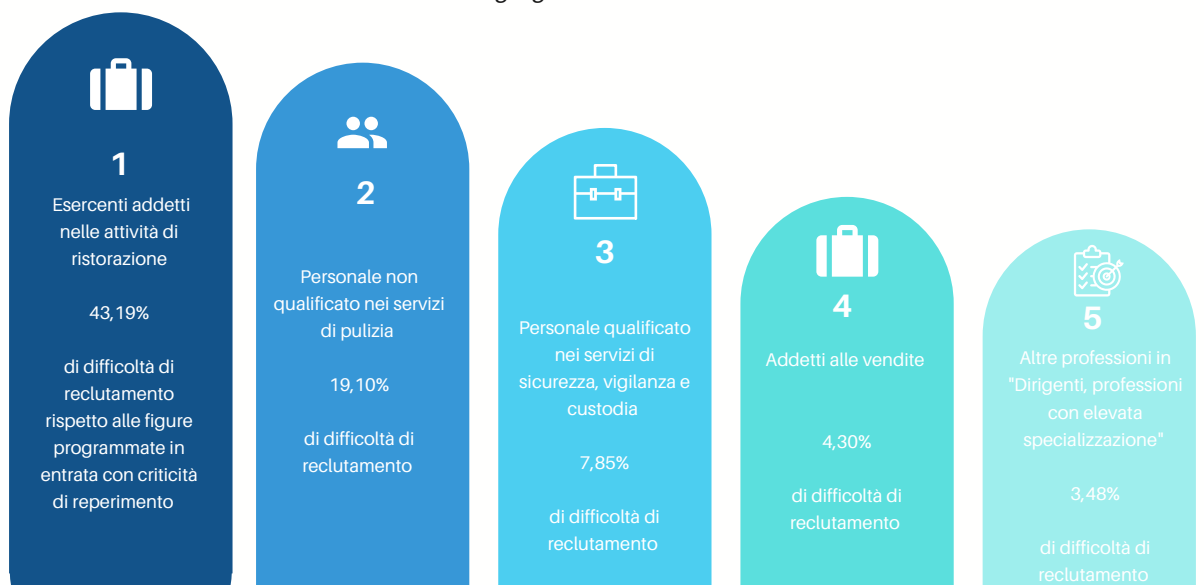 1
Esercenti addetti
nelle attività di
ristorazione
43,19%
di difficoltà di
reclutamento
rispetto alle figure
programmate in
entrata con criticità
di reperimento
2
Personale non
qualificato nei servizi
di pulizia
19,10%
di difficoltà di
reclutamento
3
Personale qualificato
nei servizi di
sicurezza, vigilanza e
custodia
7,85%
di difficoltà di
reclutamento
4
Addetti alle vendite
4,30%
di difficoltà di
reclutamento
5
Altre professioni in
"Dirigenti, professioni
con elevata
specializzazione"
3,48%
di difficoltà di
reclutamento